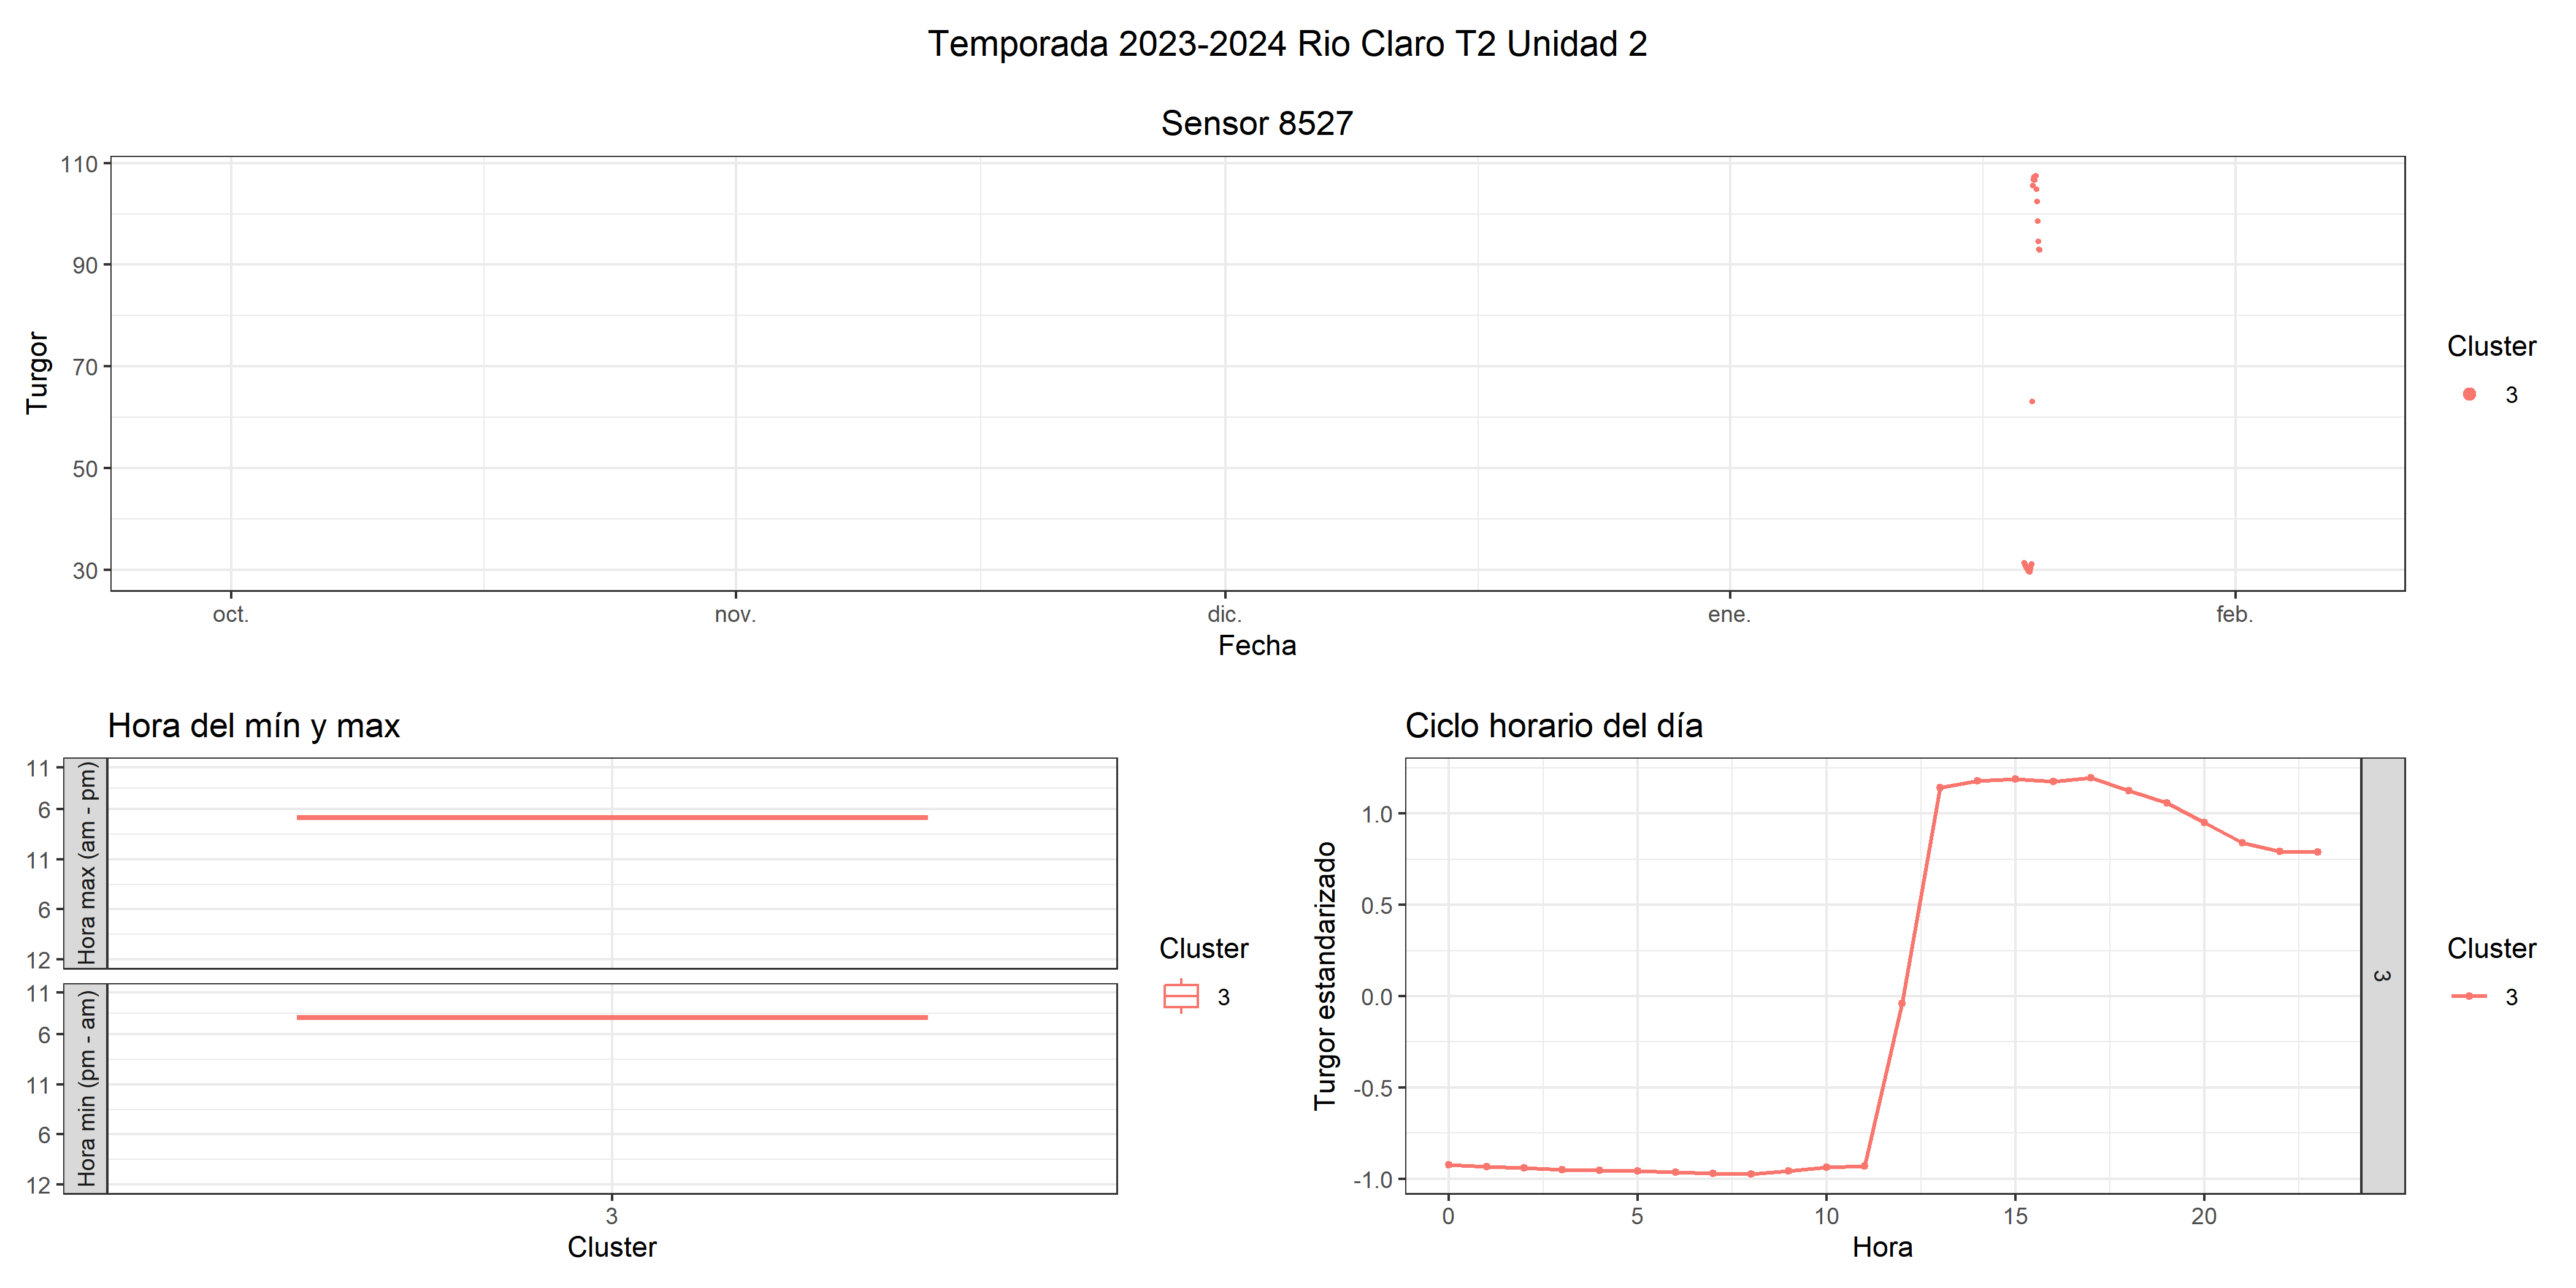 Temporada 2023-2024 Rio Claro T2 Unidad 2
Sensor 8527
110
90
70
50
30
Turgor
oct.
nov.
dic.
ene.
feb.
Fecha
Cluster
3
Hora del mín y max
11
6
11
6
12
Hora max (am - pm)
11
6
11
6
12
Hora min (pm - am)
3
Cluster
Cluster
3
Ciclo horario del día
1.0
0.5
0.0
-0.5
-1.0
Turgor estandarizado
0
5
10
15
20
Hora
3
Cluster
3